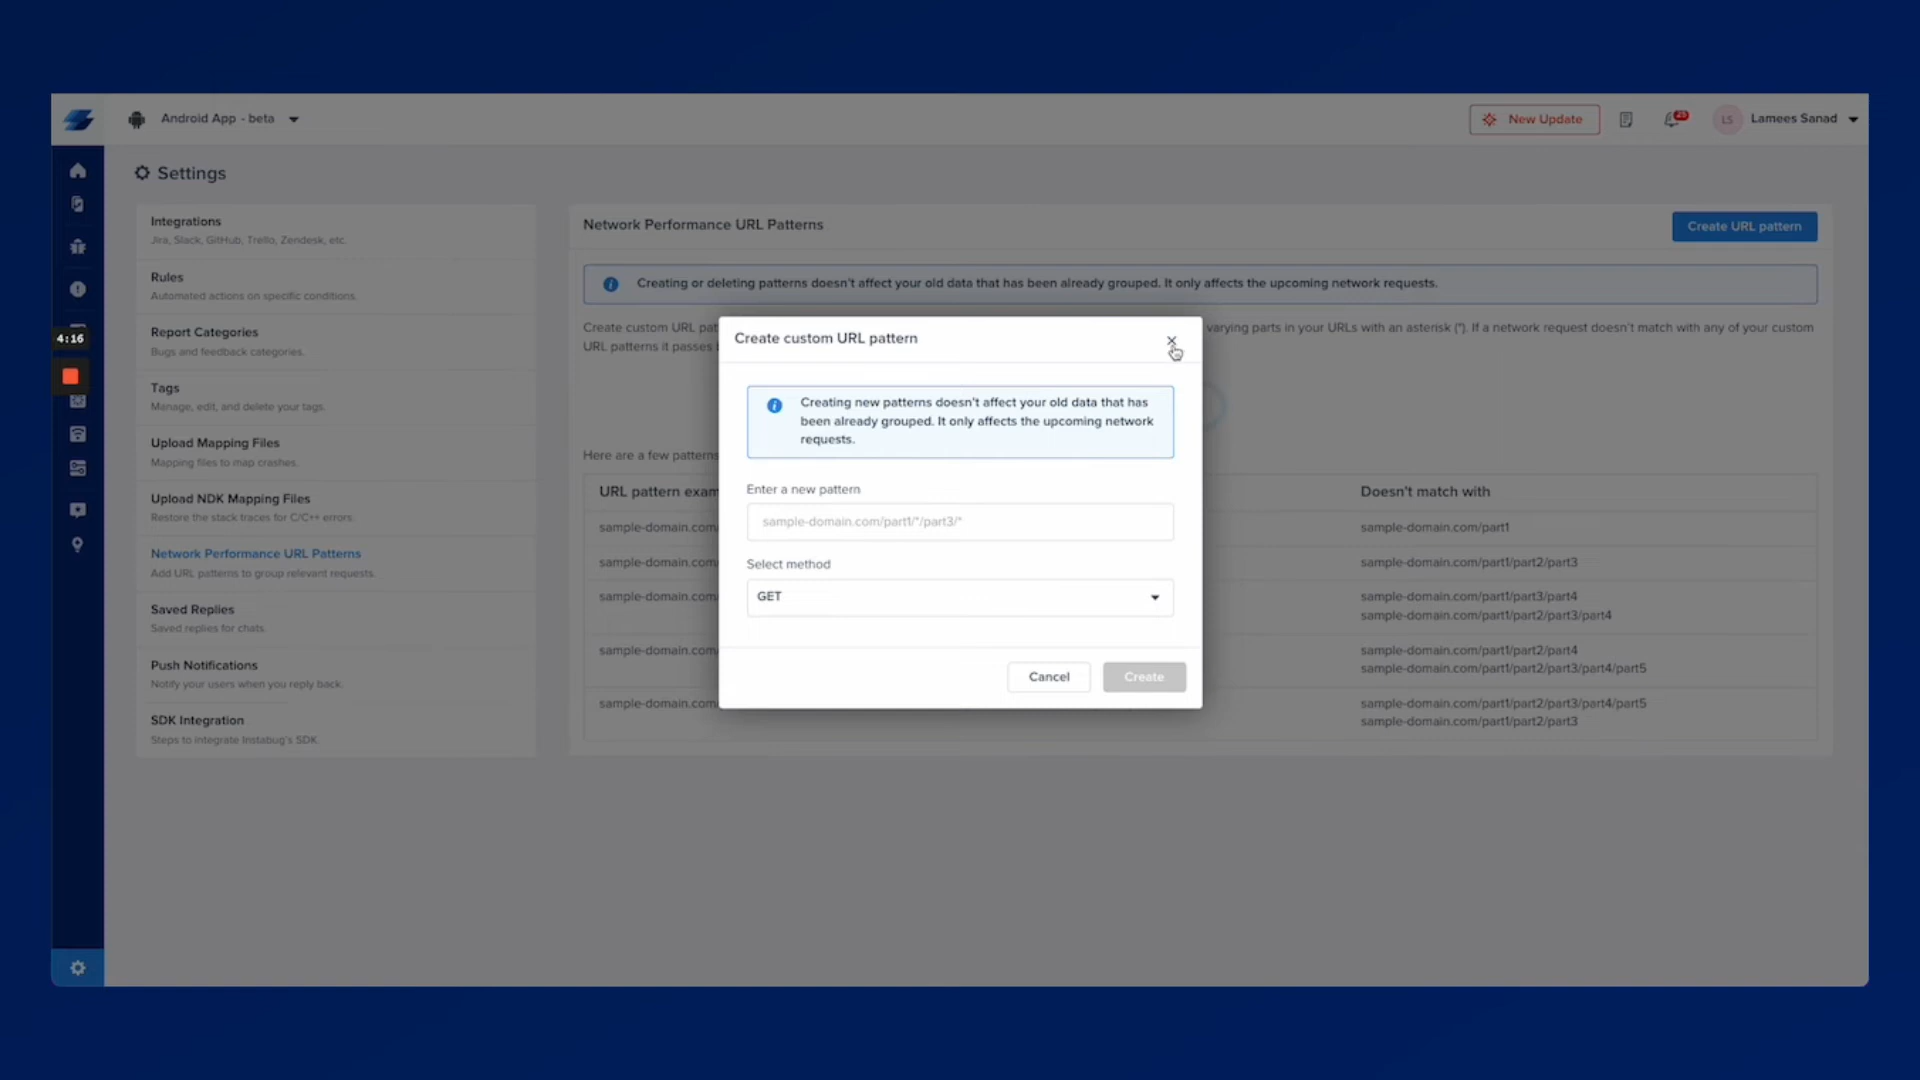 Android App - beta
New Update
25
LS
Lamees Sanad
Settings
Integrations
Jira, Slack, GitHub, Trello, Zendesk, etc.
Rules
Automated actions on specific conditions.
Report Categories
Bugs and feedback categories.
Tags
Manage, edit, and delete your tags.
Upload Mapping Files
Mapping files to map crashes.
Upload NDK Mapping Files
Restore the stack traces for C/C++ errors.
Network Performance URL Patterns
Add URL patterns to group relevant requests.
Saved Replies
Saved replies for chats.
Push Notifications
Notify your users when you reply back.
SDK Integration
Steps to integrate Instabug's SDK.
4:16
Network Performance URL Patterns
Create URL pattern
Creating or deleting patterns doesn't affect your old data that has been already grouped. It only affects the upcoming network requests.
Create custom URL pat
varying parts in your URLs with an asterisk (*). If a network request doesn't match with any of your custom
URL patterns it passes
Here are a few patterns
URL pattern exam
Doesn't match with
sample-domain.com/
sample-domain.com/part1
sample-domain.com/
sample-domain.com/part1/part2/part3
sample-domain.com/
sample-domain.com/part1/part3/part4
sample-domain.com/part1/part2/part3/part4
sample-domain.com/
sample-domain.com/part1/part2/part4
sample-domain.com/part1/part2/part3/part4/part5
sample-domain.com/
sample-domain.com/part1/part2/part3/part4/part5
sample-domain.com/part1/part2/part3
Create custom URL pattern
Creating new patterns doesn't affect your old data that has
been already grouped. It only affects the upcoming network
requests.
Enter a new pattern
sample-domain.com/part1/*/part3/*
Select method
GET
Cancel
Create